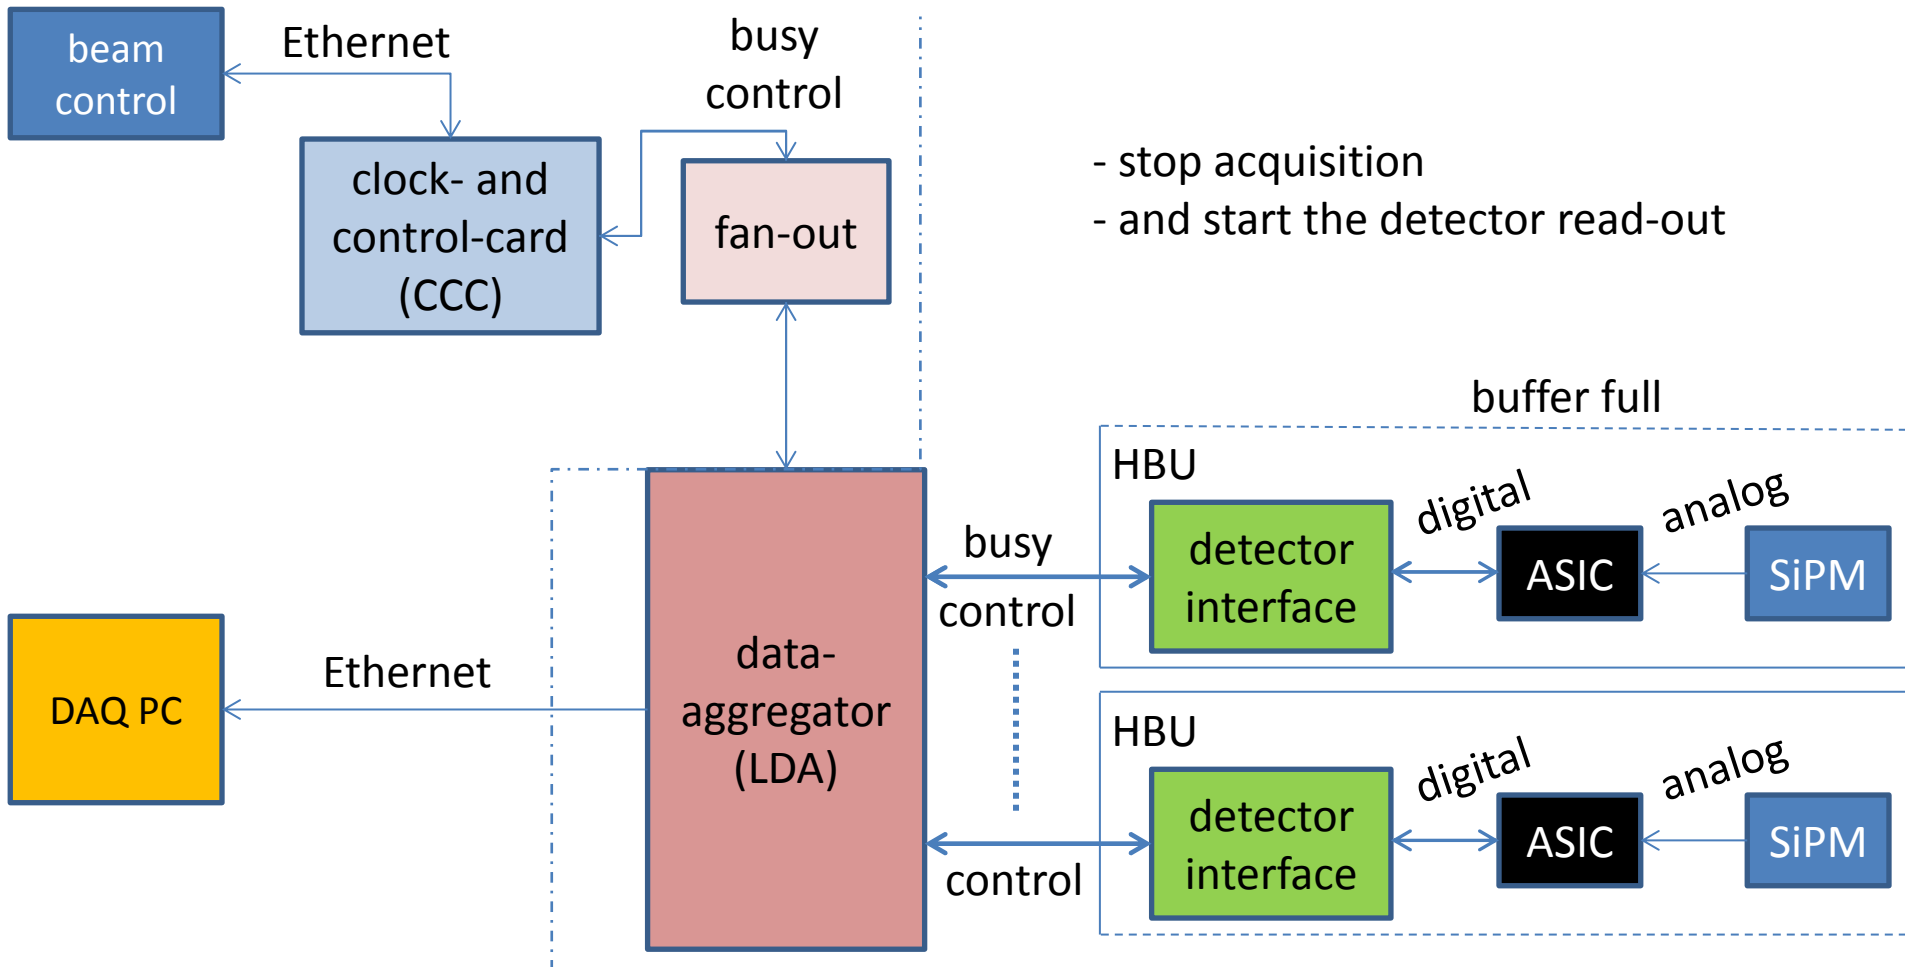 beam
control
Ethernet
busy
control
clock- and
control-card
(CCC)
fan-out
- stop acquisition
- and start the detector read-out
buffer full
HBU
detector
interface
digital
ASIC
analog
SiPM
busy
control
DAQ PC
Ethernet
data-
aggregator
(LDA)
HBU
detector
interface
digital
ASIC
analog
SiPM
control